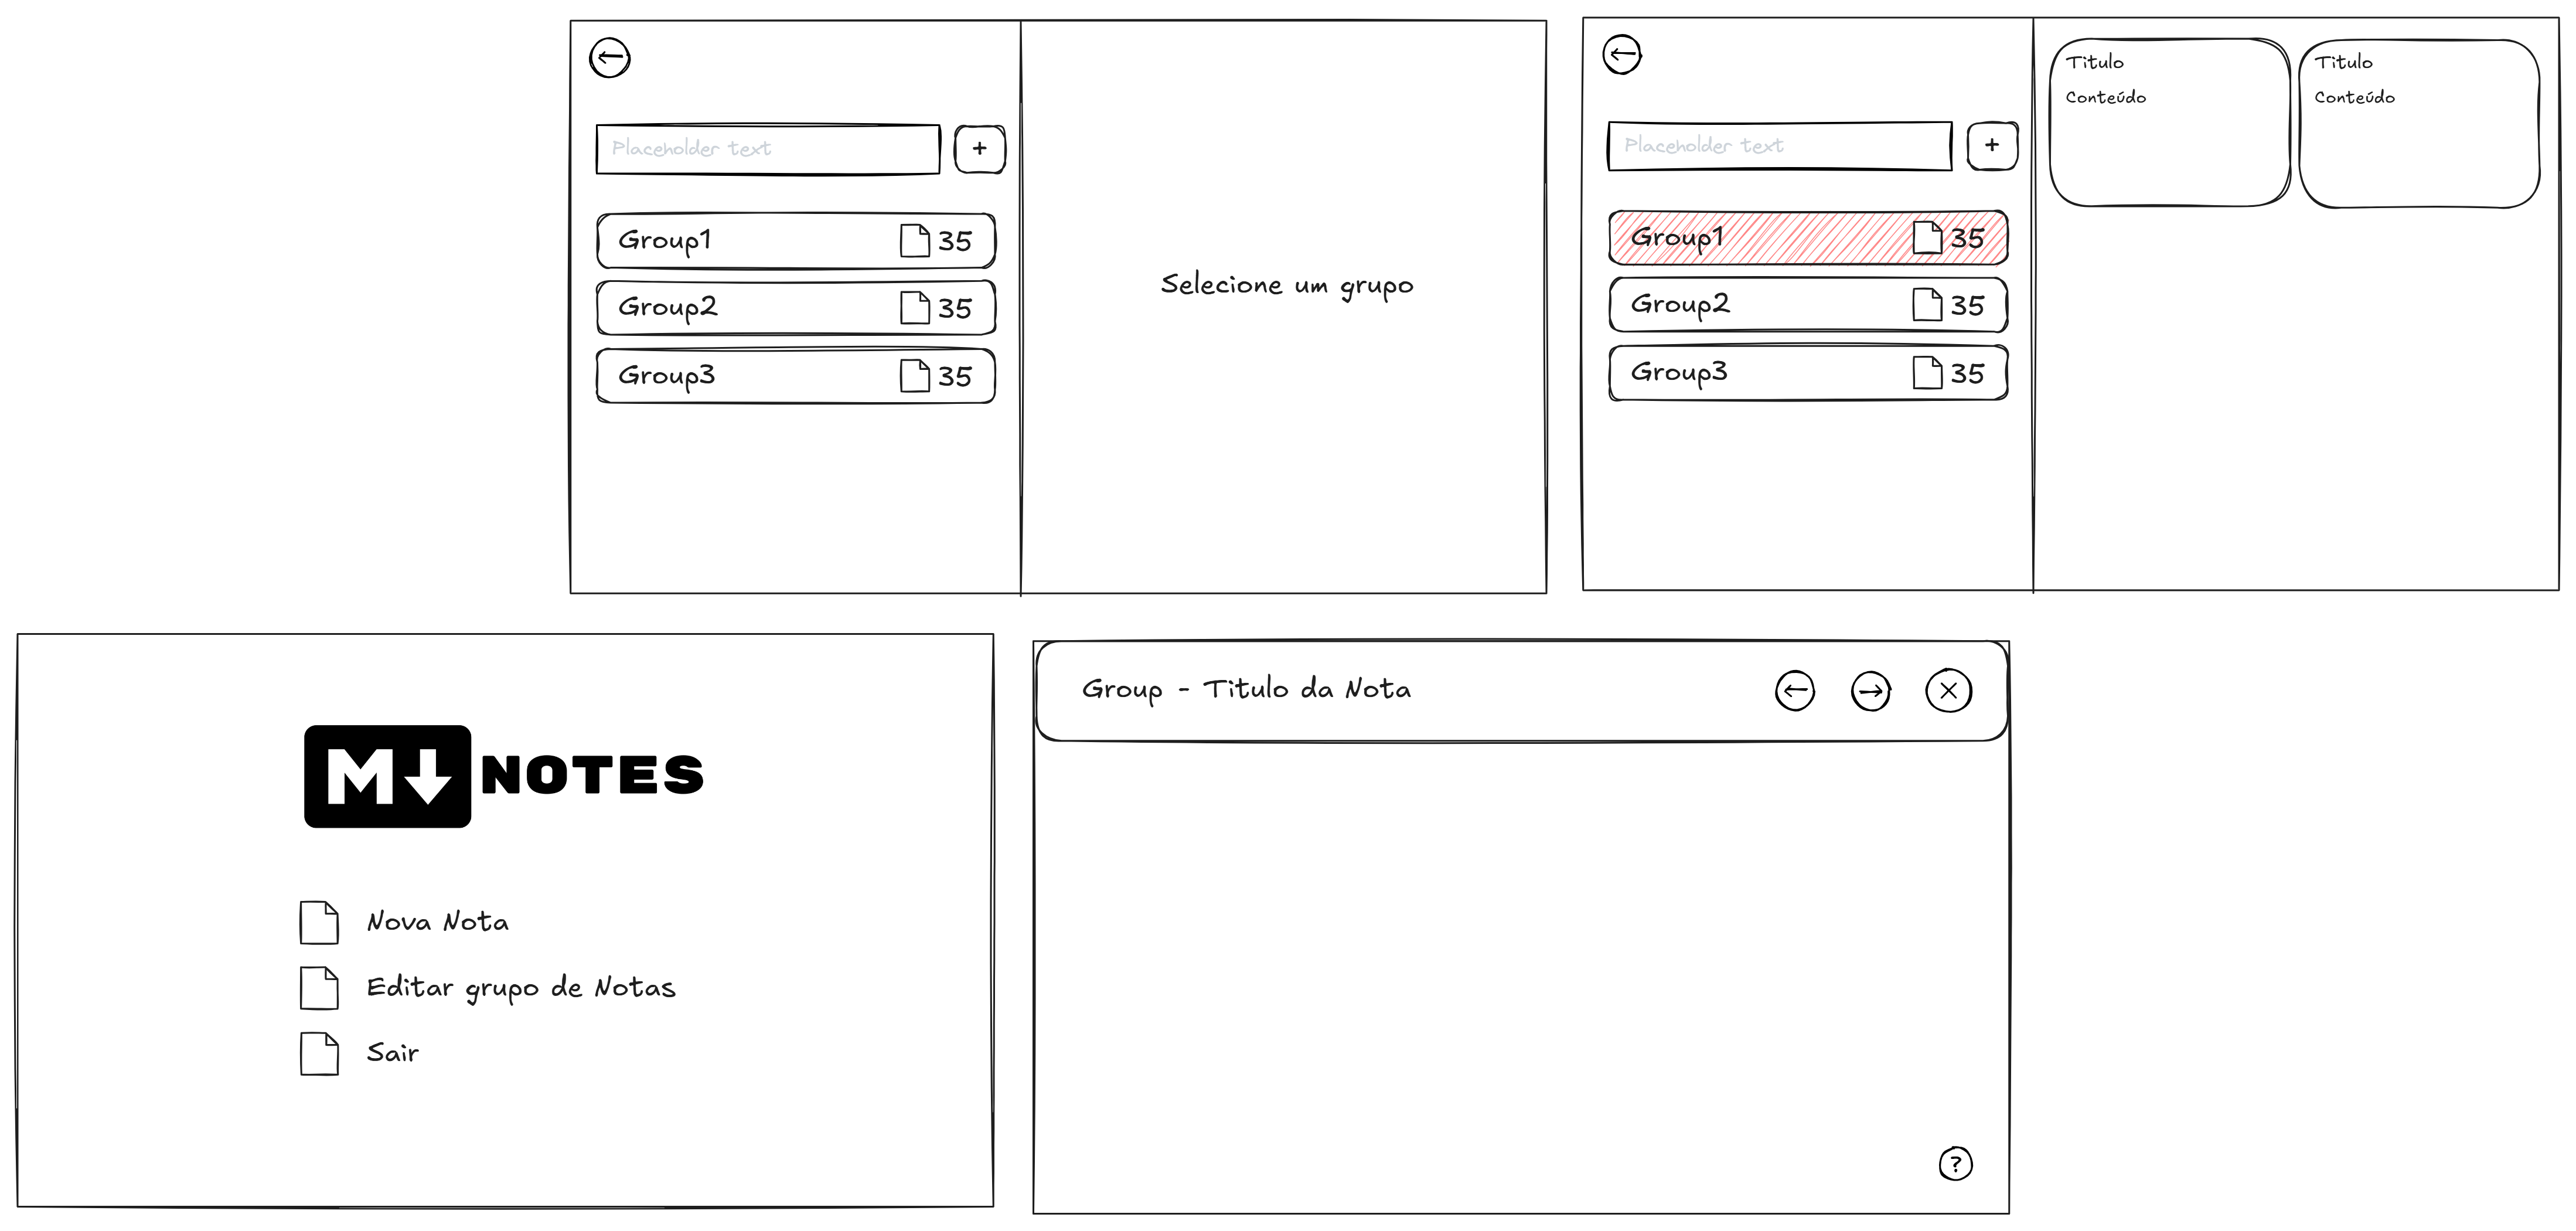 Placeholder text
+
Group1 35
Group2 35
Group3 35
Selecione um grupo
Placeholder text
+
Group1 35
Group2 35
Group3 35
Titulo
Conteúdo
Titulo
Conteúdo
M NOTES
Nova Nota
Editar grupo de Notas
Sair
Group - Titulo da Nota
?